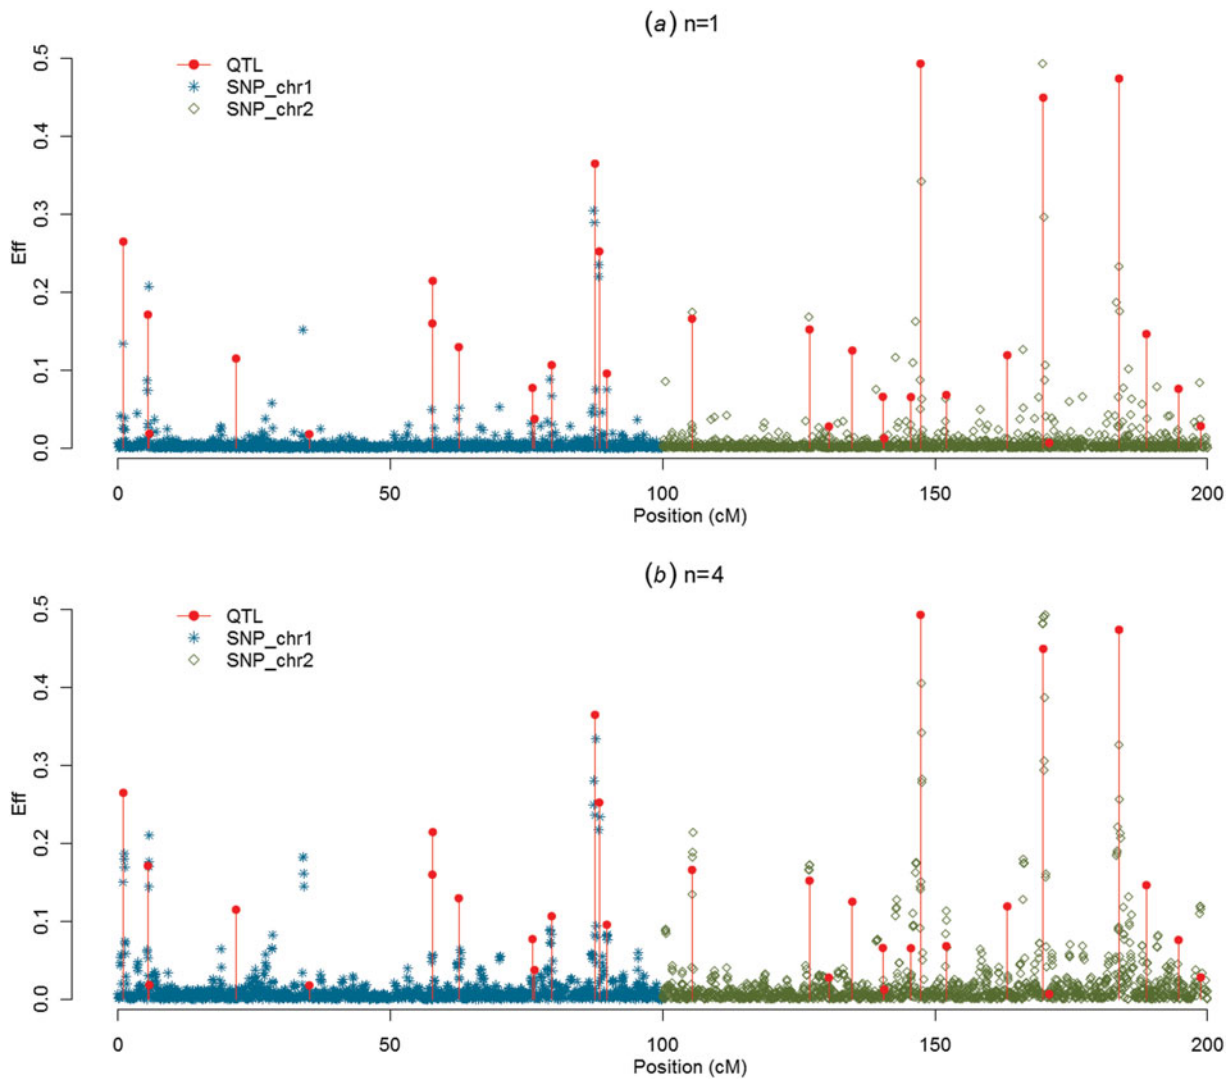 (a) n=1
0.5
0.4
0.3
0.2
0.1
0.0
Eff
QTL
SNP_chr1
SNP_chr2
0 50 100 150 200
Position (cM)
(b) n=4
0.5
0.4
0.3
0.2
0.1
0.0
Eff
QTL
SNP_chr1
SNP_chr2
0 50 100 150 200
Position (cM)